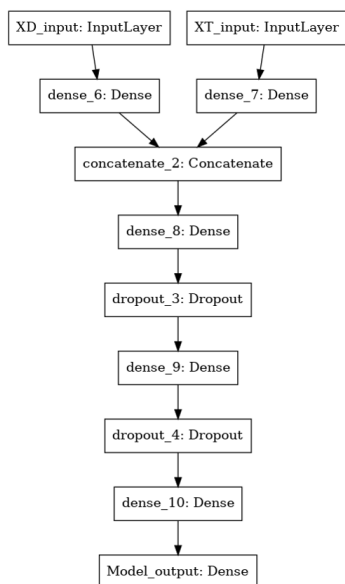 XD_input: InputLayer
XT_input: InputLayer
dense_6: Dense
dense_7: Dense
concatenate_2: Concatenate
dense_8: Dense
dropout_3: Dropout
dense_9: Dense
dropout_4: Dropout
dense_10: Dense
Model_output: Dense